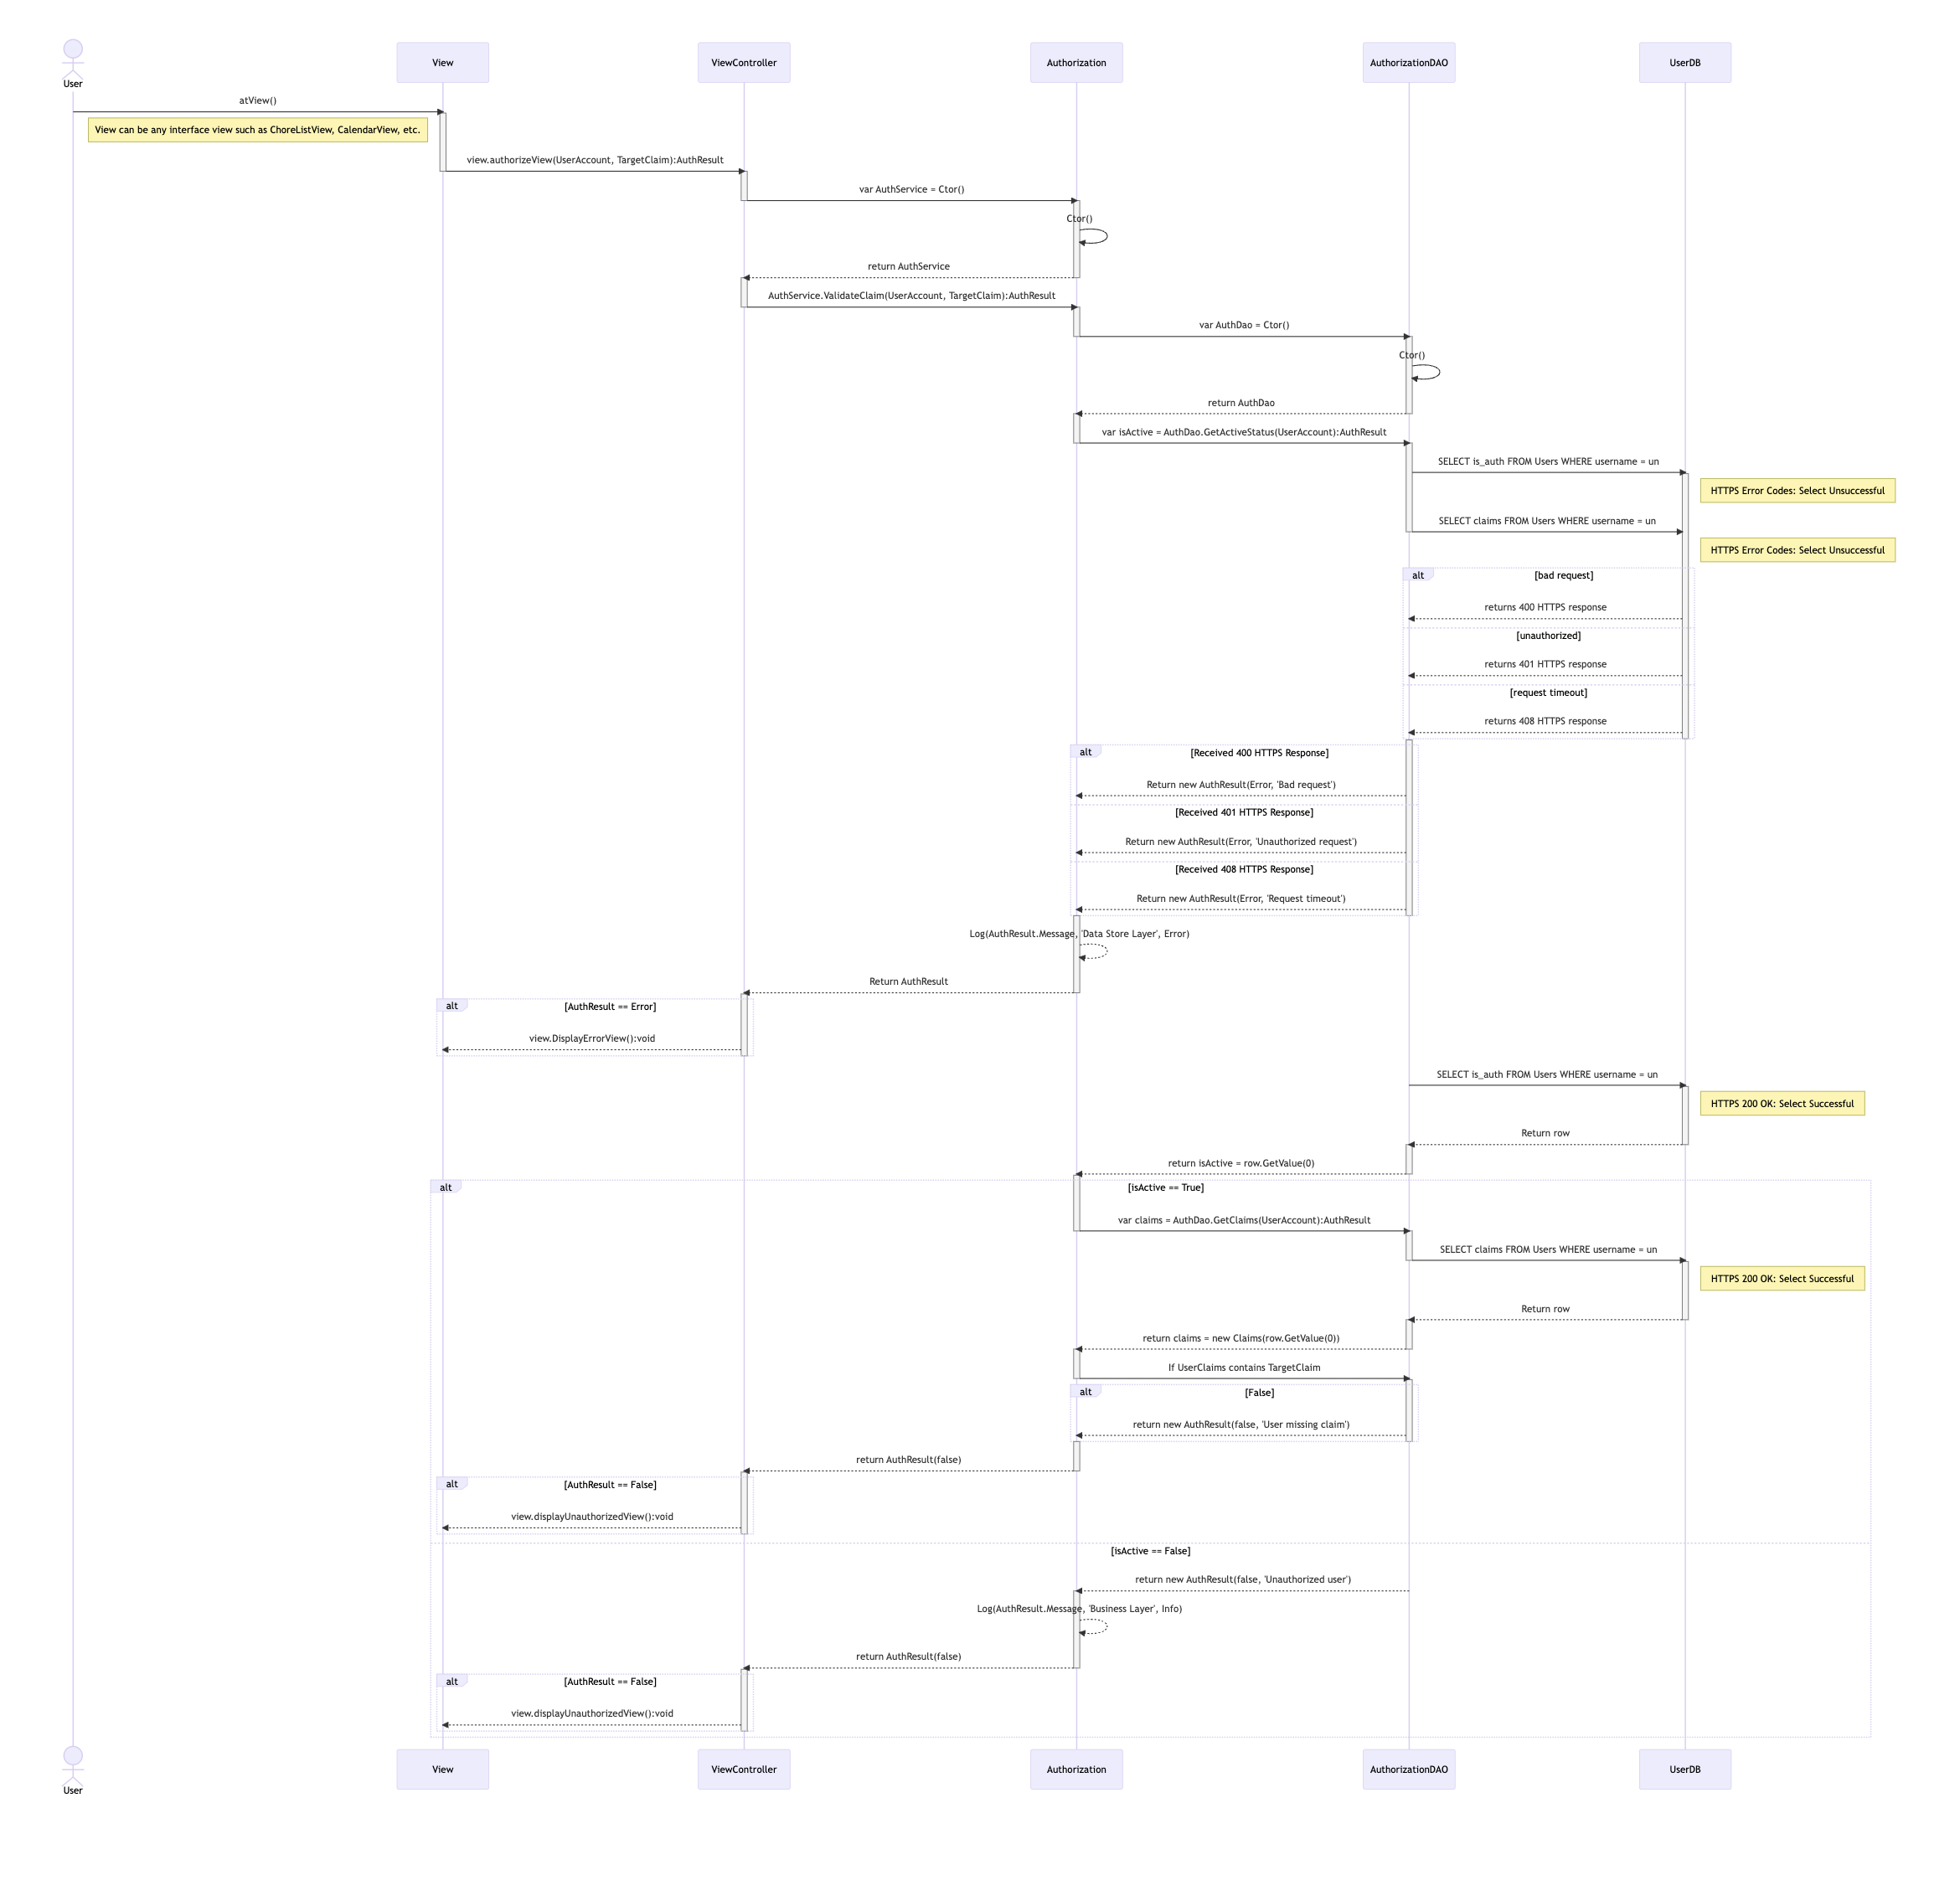 User
View
ViewController
Authorization
AuthorizationDAO
UserDB
atView()
View can be any interface view such as ChoreListView, CalendarView, etc.
view.authorizeView(UserAccount, TargetClaim):AuthResult
var AuthService = Ctor()
Ctor()
return AuthService
AuthService.ValidateClaim(UserAccount, TargetClaim):AuthResult
var AuthDao = Ctor()
Ctor()
return AuthDao
var isActive = AuthDao.GetActiveStatus(UserAccount):AuthResult
SELECT is_auth FROM Users WHERE username = un
HTTPS Error Codes: Select Unsuccessful
SELECT claims FROM Users WHERE username = un
HTTPS Error Codes: Select Unsuccessful
alt
[bad request]
returns 400 HTTPS response
[unauthorized]
returns 401 HTTPS response
[request timeout]
returns 408 HTTPS response
alt
[Received 400 HTTPS Response]
Return new AuthResult(Error, 'Bad request')
[Received 401 HTTPS Response]
Return new AuthResult(Error, 'Unauthorized request')
[Received 408 HTTPS Response]
Return new AuthResult(Error, 'Request timeout')
Log(AuthResult.Message, 'Data Store Layer', Error)
Return AuthResult
alt
[AuthResult == Error]
view.DisplayErrorView():void
SELECT is_auth FROM Users WHERE username = un
HTTPS 200 OK: Select Successful
Return row
return isActive = row.GetValue(0)
alt
[isActive == True]
var claims = AuthDao.GetClaims(UserAccount):AuthResult
SELECT claims FROM Users WHERE username = un
HTTPS 200 OK: Select Successful
Return row
return claims = new Claims(row.GetValue(0))
If UserClaims contains TargetClaim
alt
[False]
return new AuthResult(false, 'User missing claim')
return AuthResult(false)
alt
[AuthResult == False]
view.displayUnauthorizedView():void
[isActive == False]
return new AuthResult(false, 'Unauthorized user')
Log(AuthResult.Message, 'Business Layer', Info)
return AuthResult(false)
alt
[AuthResult == False]
view.displayUnauthorizedView():void
User
View
ViewController
Authorization
AuthorizationDAO
UserDB